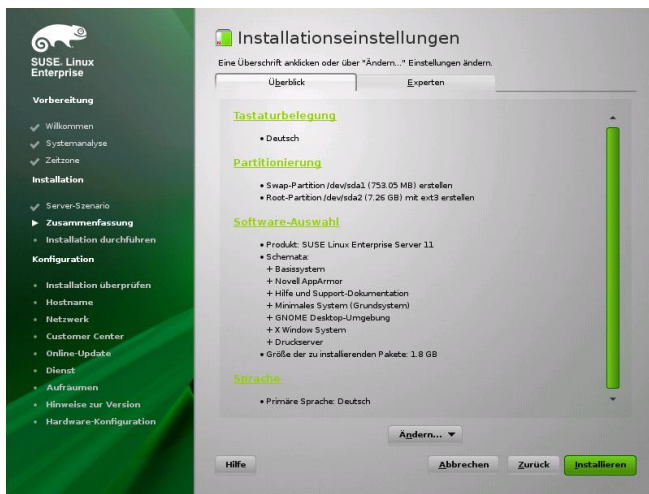 SUSE. Linux
Enterprise
Vorbereitung
Willkommen
Systemanalyse
Zeitzone
Installation
Server-Szenario
Zusammenfassung
Installation durchführen
Konfiguration
Installation überprüfen
Hostname
Netzwerk
Customer Center
Online-Update
Dienst
Aufräumen
Hinweise zur Version
Hardware-Konfiguration
Installationseinstellungen
Eine Überschrift anklicken oder über "Ändern..." Einstellungen ändern.
Überblick
Experten
Tastaturbelegung
• Deutsch
Partitionierung
• Swap-Partition /dev/sda1 (753.05 MB) erstellen
• Root-Partition /dev/sda2 (7.26 GB) mit ext3 erstellen
Software-Auswahl
• Produkt: SUSE Linux Enterprise Server 11
• Schemata:
+ Basissystem
+ Novell AppArmor
+ Hilfe und Support-Dokumentation
+ Minimales System (Grundsystem)
+ GNOME Desktop-Umgebung
+ X Window System
+ Druckserver
• Größe der zu installierenden Pakete: 1.8 GB
Sprache
• Primäre Sprache: Deutsch
Ändern...
Hilfe
Abbrechen
Zurück
Installieren